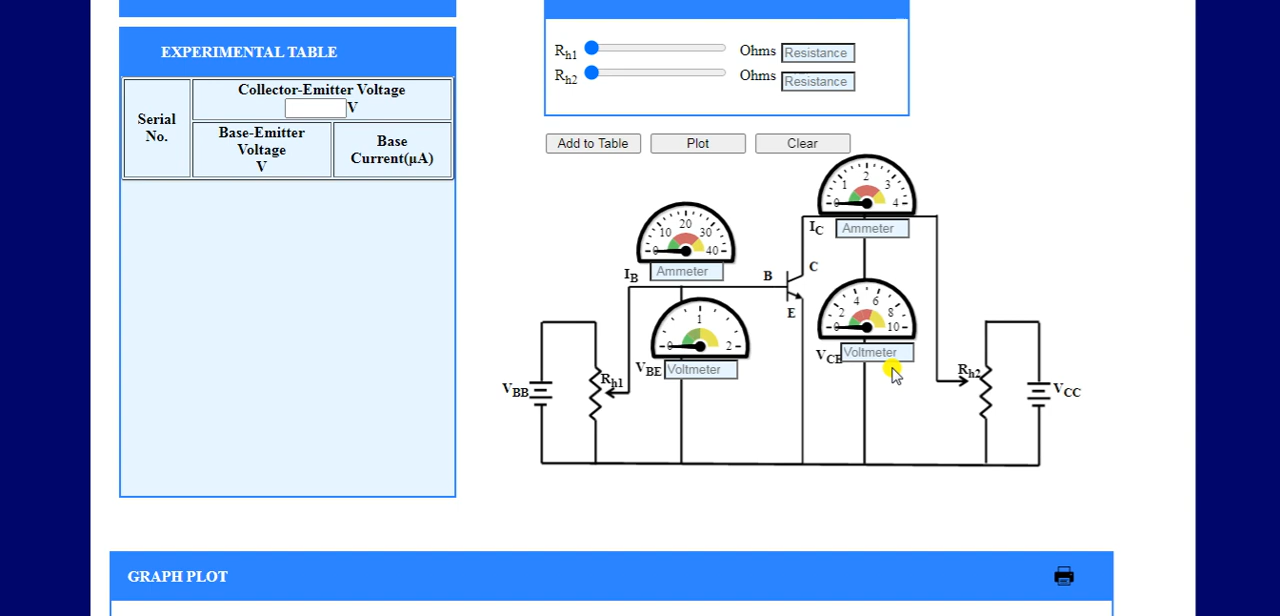 EXPERIMENTAL TABLE
Serial No.
Collector-Emitter Voltage
V
Base-Emitter
Voltage
V
Base
Current(μA)
Rh1
Ohms
Resistance
Rh2
Ohms
Resistance
Add to Table
Plot
Clear
0 1 2 3 4
IC
Ammeter
0 10 20 30 40
IB
Ammeter
B
C
E
0 2 4 6 8 10
VCE
Voltmeter
0 1 2
VBE
Voltmeter
VBB
Rh1
Rh2
VCC
GRAPH PLOT